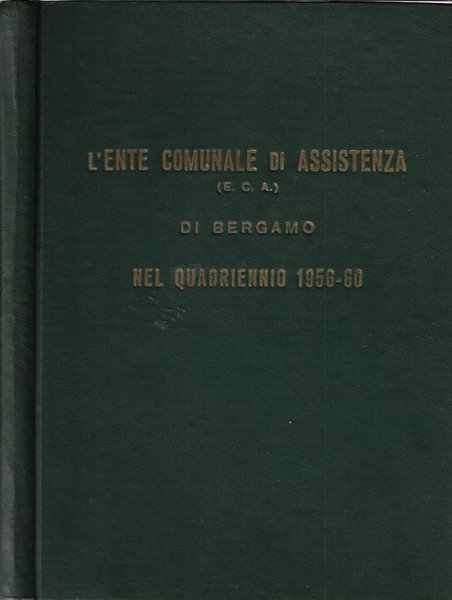 L'ENTE COMUNALE DI ASSISTENZA
(E. C. A.)
DI BERGAMO
NEL QUADRIENNIO 1956-60